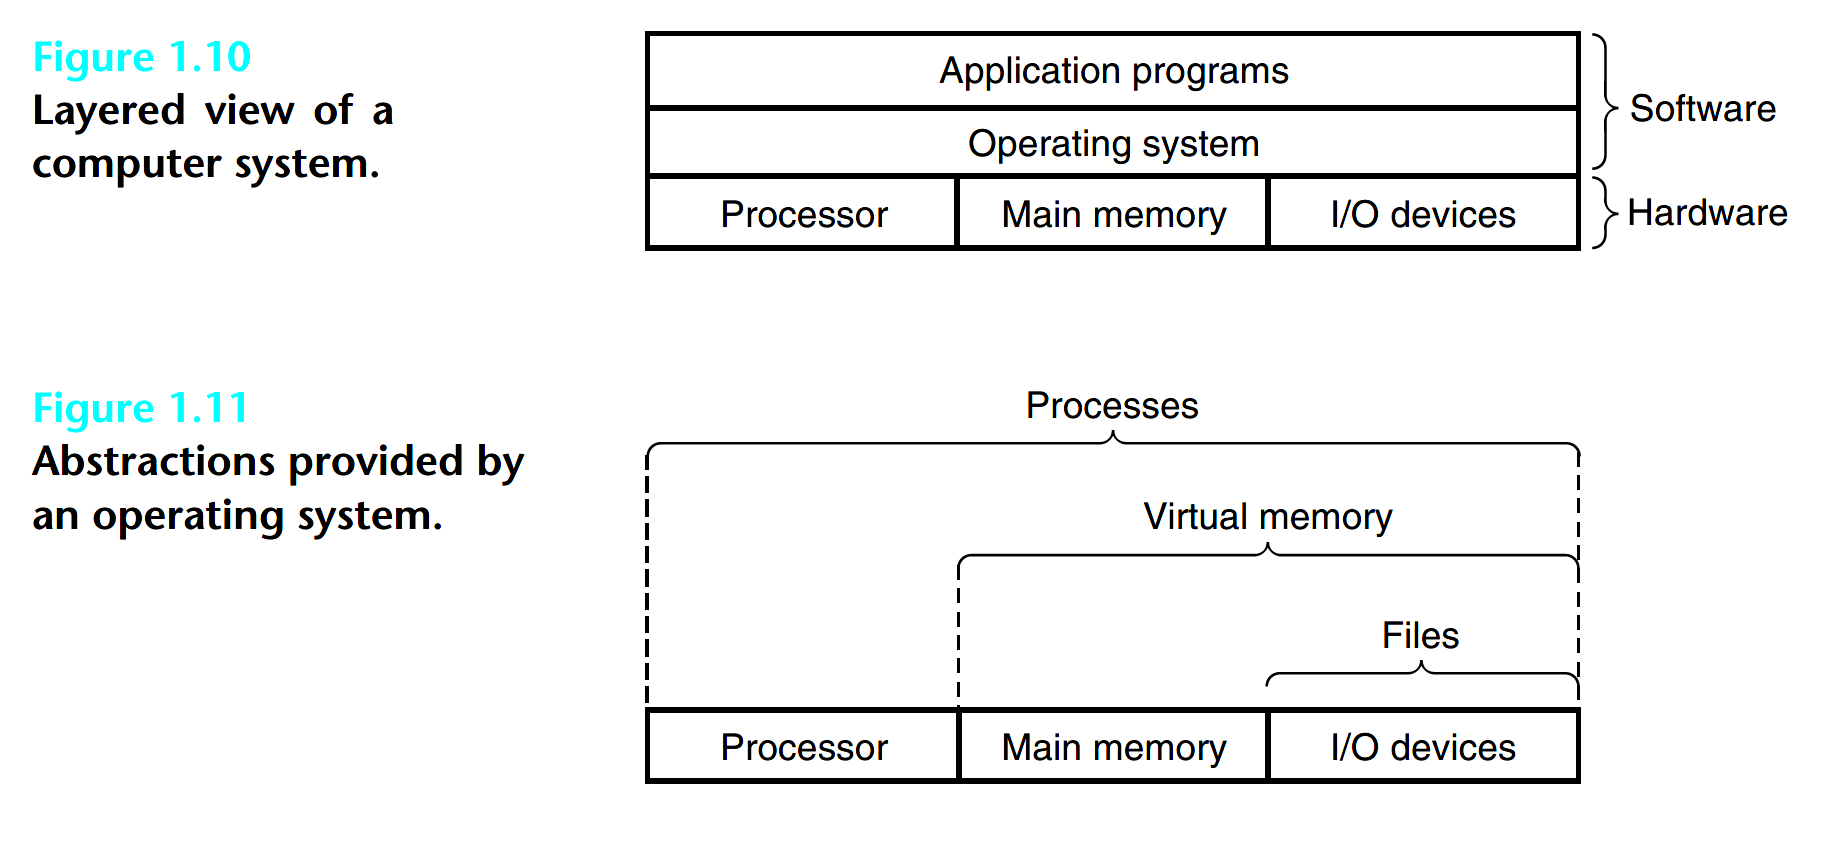 Figure 1.10
Layered view of a
computer system.
Application programs
Operating system
Processor
Main memory
I/O devices
Software
Hardware
Figure 1.11
Abstractions provided by
an operating system.
Processes
Virtual memory
Files
Processor
Main memory
I/O devices